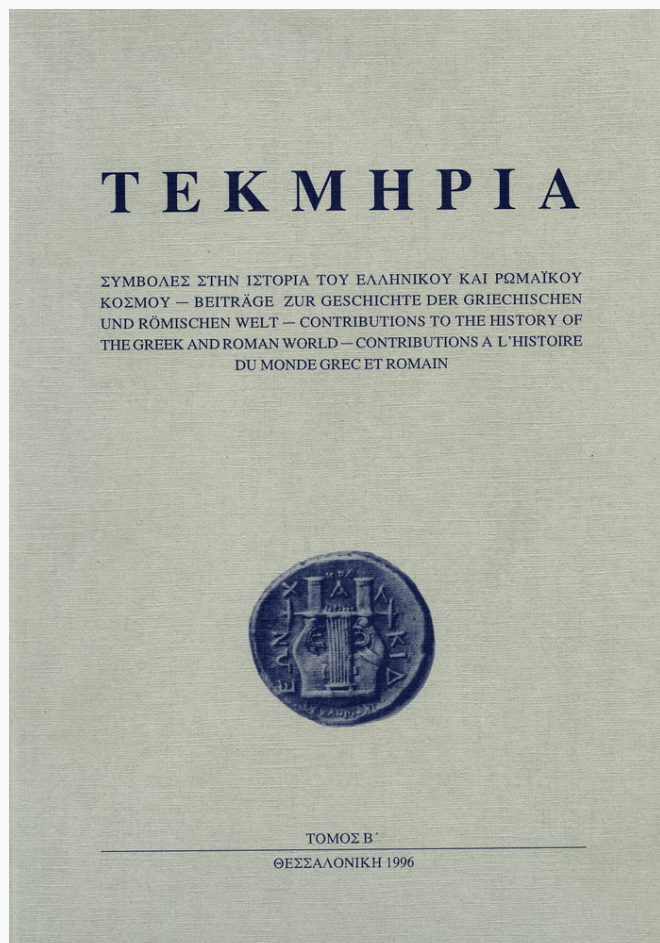 ΤΕΚΜΗΡΙΑ
ΣΥΜΒΟΛΕΣ ΣΤΗΝ ΙΣΤΟΡΙΑ ΤΟΥ ΕΛΛΗΝΙΚΟΥ ΚΑΙ ΡΩΜΑΪΚΟΥ
ΚΟΣΜΟΥ — BEITRÄGE ZUR GESCHICHTE DER GRIECHISCHEN
UND RÖMISCHEN WELT — CONTRIBUTIONS TO THE HISTORY OF
THE GREEK AND ROMAN WORLD — CONTRIBUTIONS A L'HISTOIRE
DU MONDE GREC ET ROMAIN
ΧΑΛΚΙΔΕΩΝ
ΤΟΜΟΣ Β΄
ΘΕΣΣΑΛΟΝΙΚΗ 1996